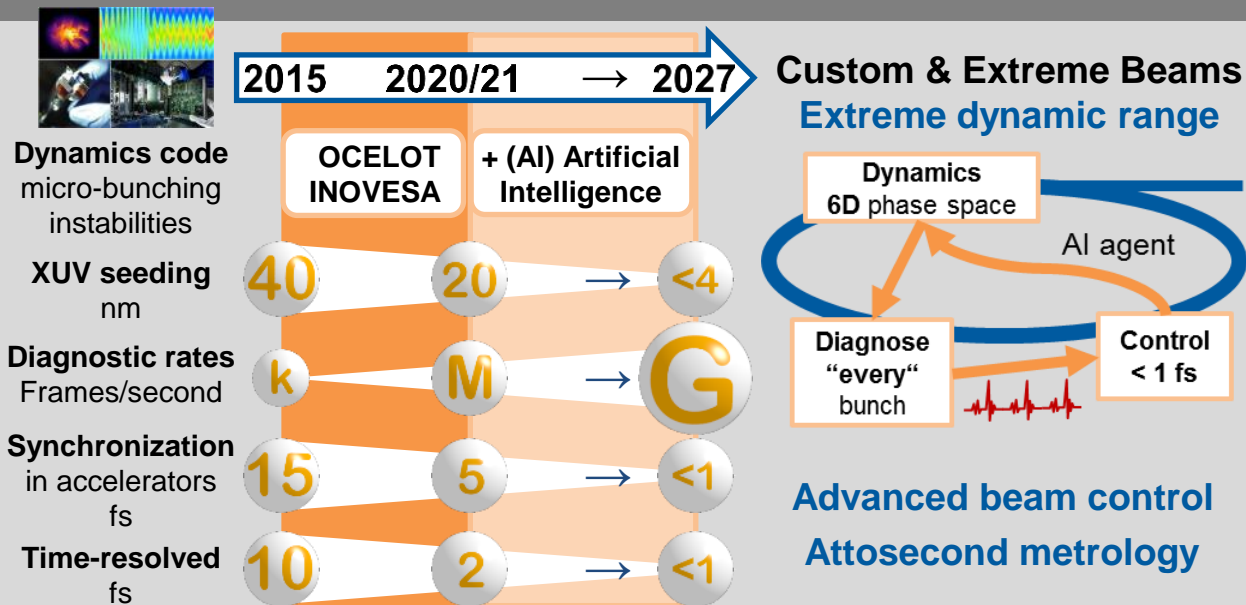 2015 2020/21 → 2027
Custom & Extreme Beams
Extreme dynamic range
Dynamics code
micro-bunching
instabilities
OCELOT
INOVESA
+ (AI) Artificial
Intelligence
XUV seeding
nm
40 20 → <4
Diagnostic rates
Frames/second
k M → G
Synchronization
in accelerators
fs
15 5 → <1
Time-resolved
fs
10 2 → <1
Dynamics
6D phase space
AI agent
Diagnose
“every“
bunch
Control
< 1 fs
Advanced beam control
Attosecond metrology